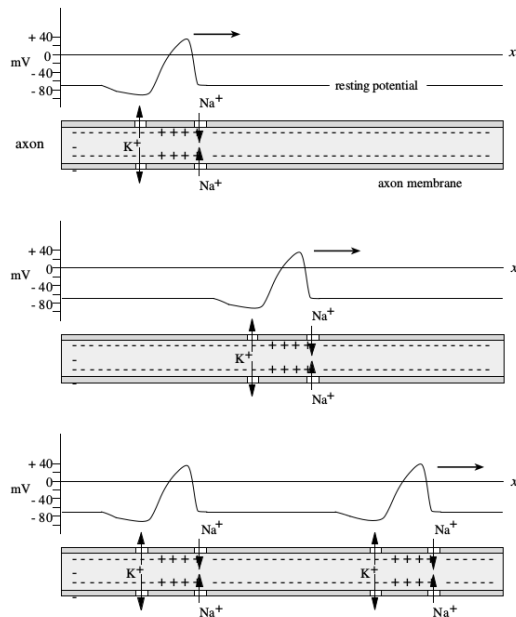 + 40
mV 0 x
- 40
- 80
resting potential
Na+
+ + + +
axon K+
+ + + +
Na+
axon membrane
+ 40
mV 0 x
- 40
- 80
Na+
+ + + +
K+
+ + + +
Na+
+ 40
mV 0 x
- 40
- 80
Na+ Na+
+ + + + + + + +
K+ K+
+ + + + + + + +
Na+ Na+